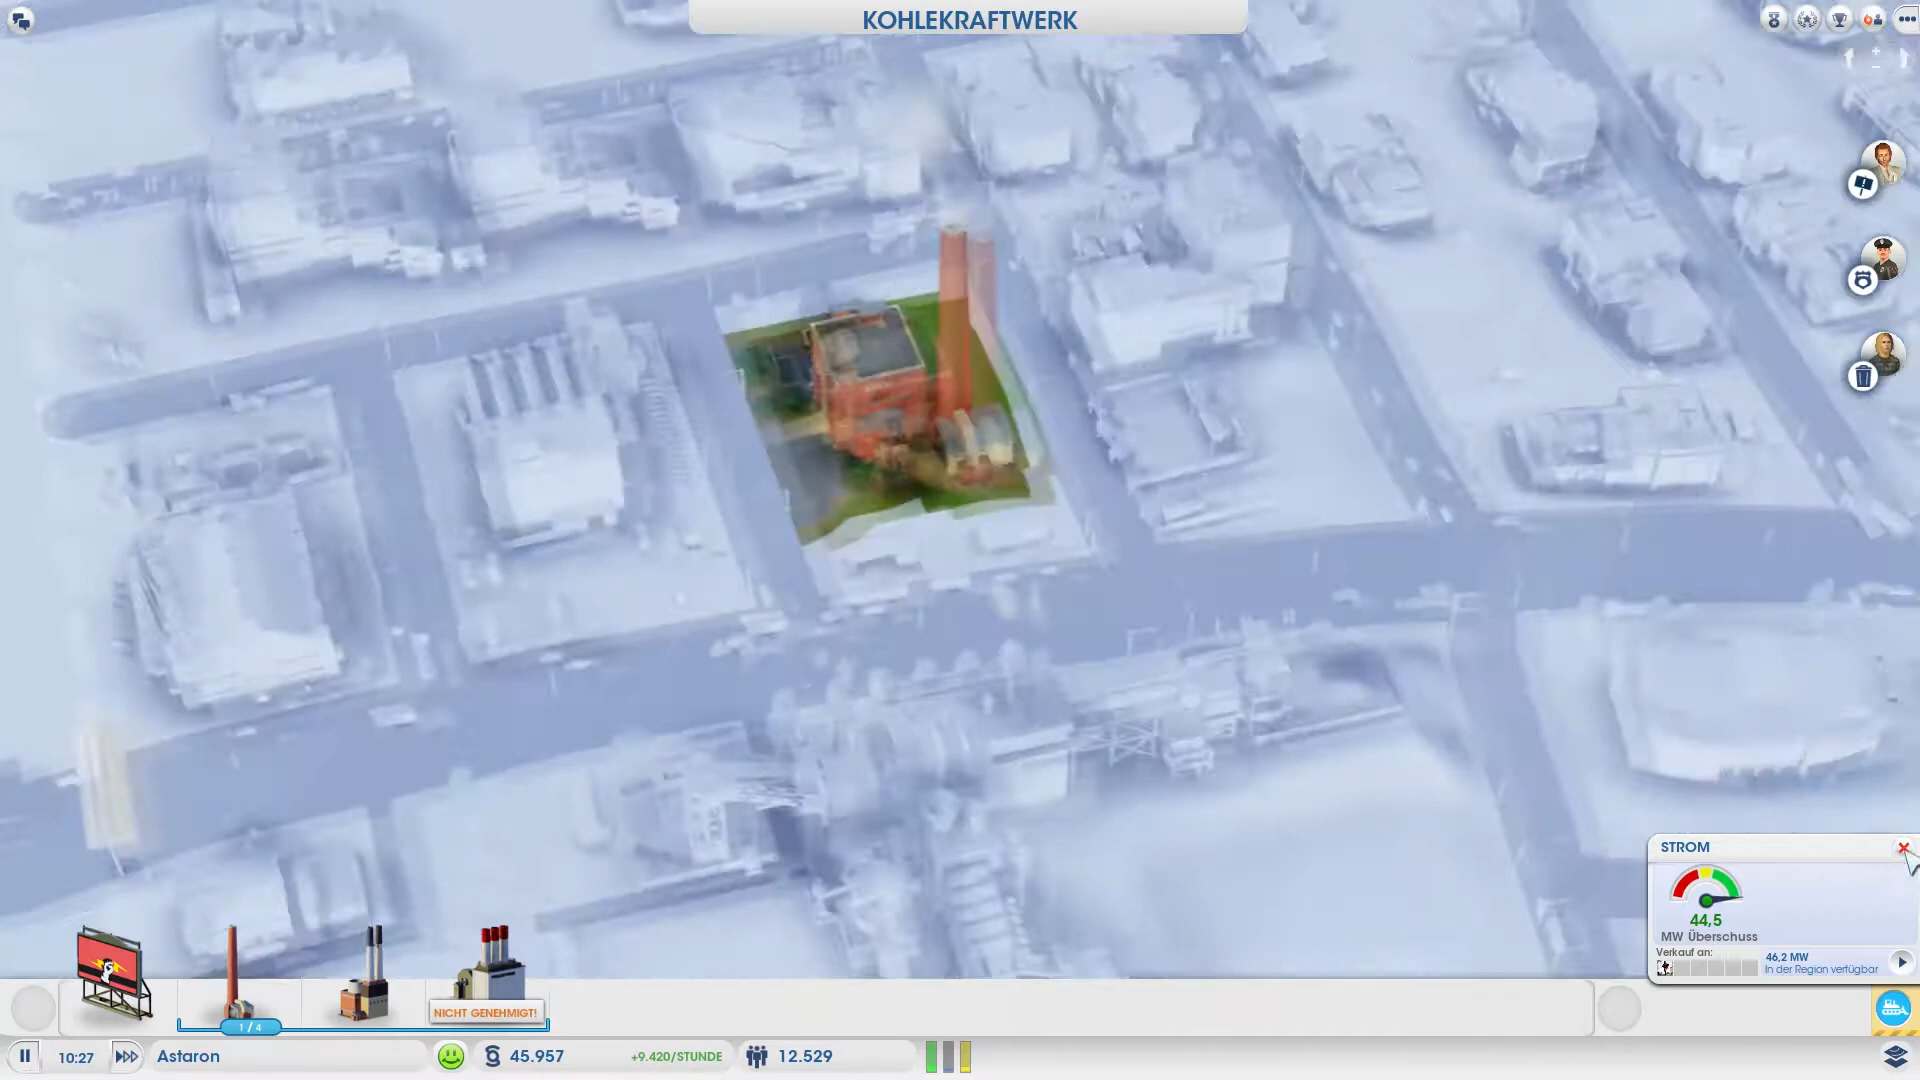 KOHLEKRAFTWERK
STROM
44,5
MW Überschuss
Verkauf an:
46,2 MW
In der Region verfügbar
NICHT GENEHMIGT!
1 / 4
10:27
Astaron
45.957
+9.420/STUNDE
12.529